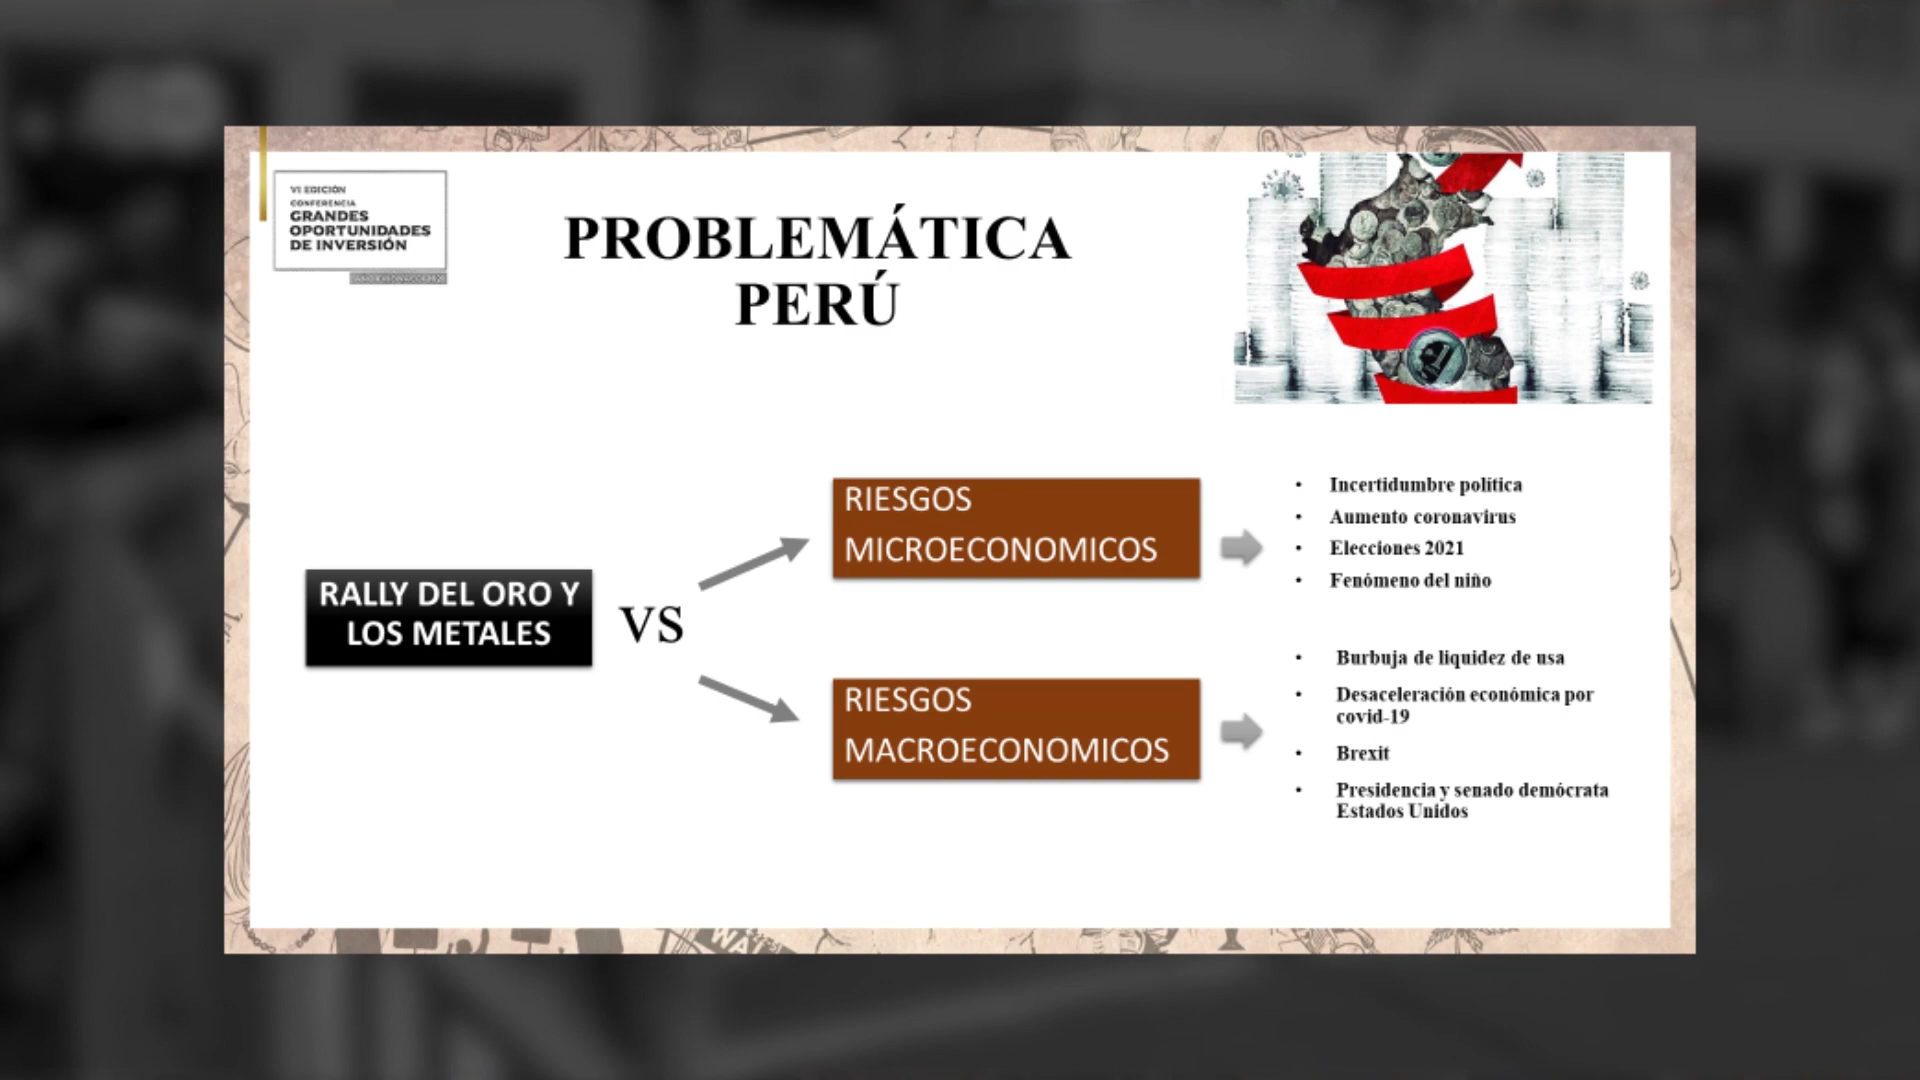 VI EDICIÓN
CONFERENCIA
GRANDES
OPORTUNIDADES
DE INVERSIÓN
PROBLEMÁTICA
PERÚ
RALLY DEL ORO Y
LOS METALES
VS
RIESGOS
MICROECONOMICOS
• Incertidumbre política
• Aumento coronavirus
• Elecciones 2021
• Fenómeno del niño
RIESGOS
MACROECONOMICOS
• Burbuja de liquidez de usa
• Desaceleración económica por
covid-19
• Brexit
• Presidencia y senado demócrata
Estados Unidos